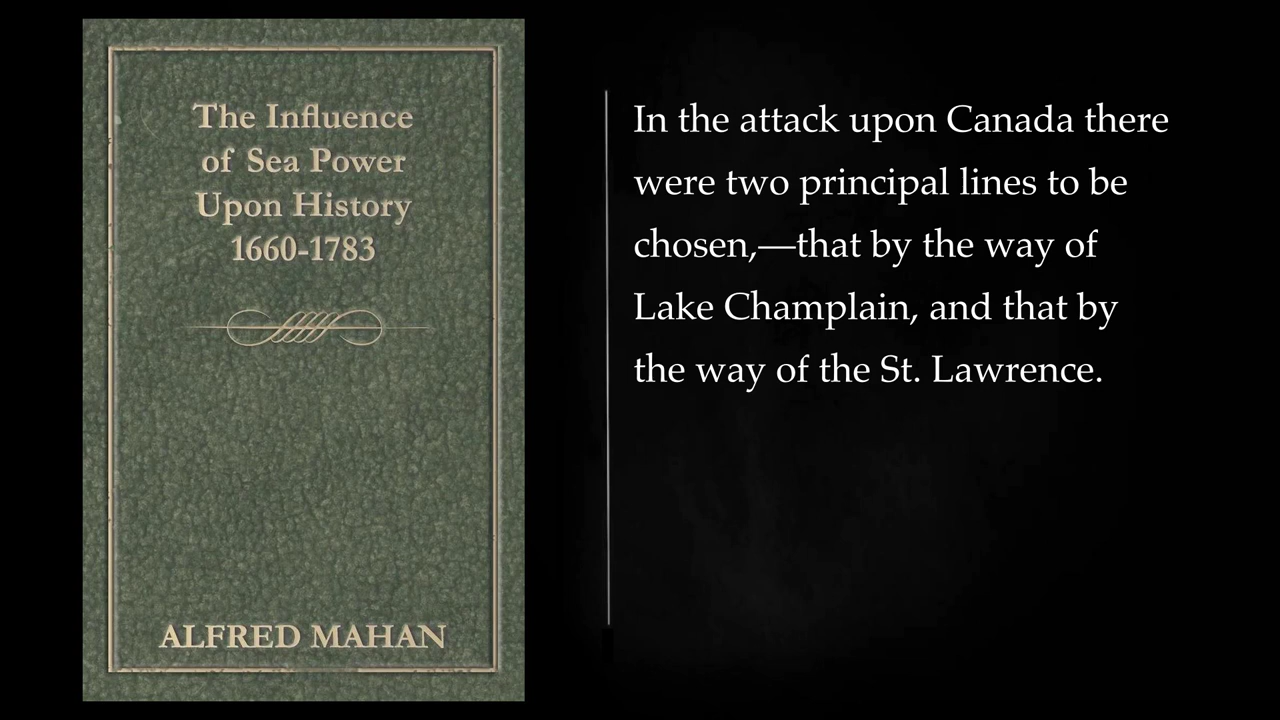 The Influence
of Sea Power
Upon History
1660-1783
ALFRED MAHAN
In the attack upon Canada there
were two principal lines to be
chosen,—that by the way of
Lake Champlain, and that by
the way of the St. Lawrence.